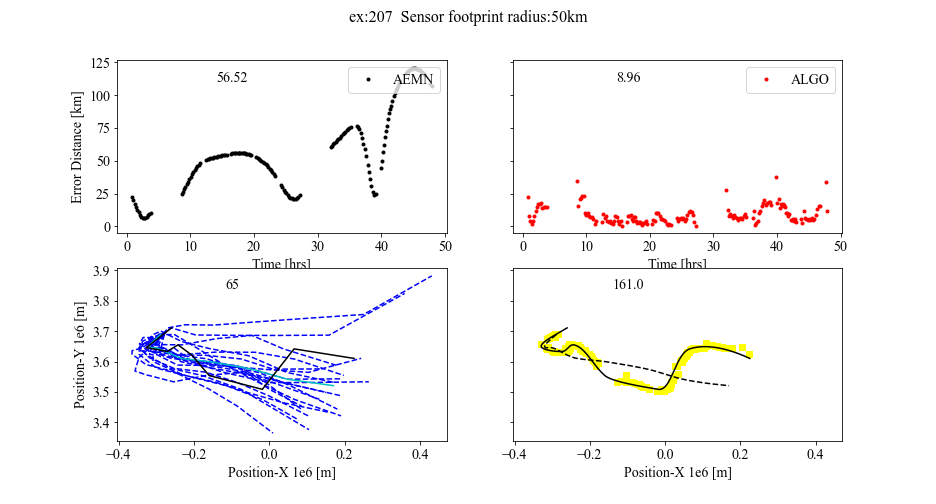 ex:207  Sensor footprint radius:50km
56.52
AEMN
125
100
75
50
25
0
Error Distance [km]
0 10 20 30 40 50
Time [hrs]
8.96
ALGO
0 10 20 30 40 50
Time [hrs]
65
3.9
3.8
3.7
3.6
3.5
3.4
Position-Y 1e6 [m]
−0.4 −0.2 0.0 0.2 0.4
Position-X 1e6 [m]
161.0
−0.4 −0.2 0.0 0.2 0.4
Position-X 1e6 [m]